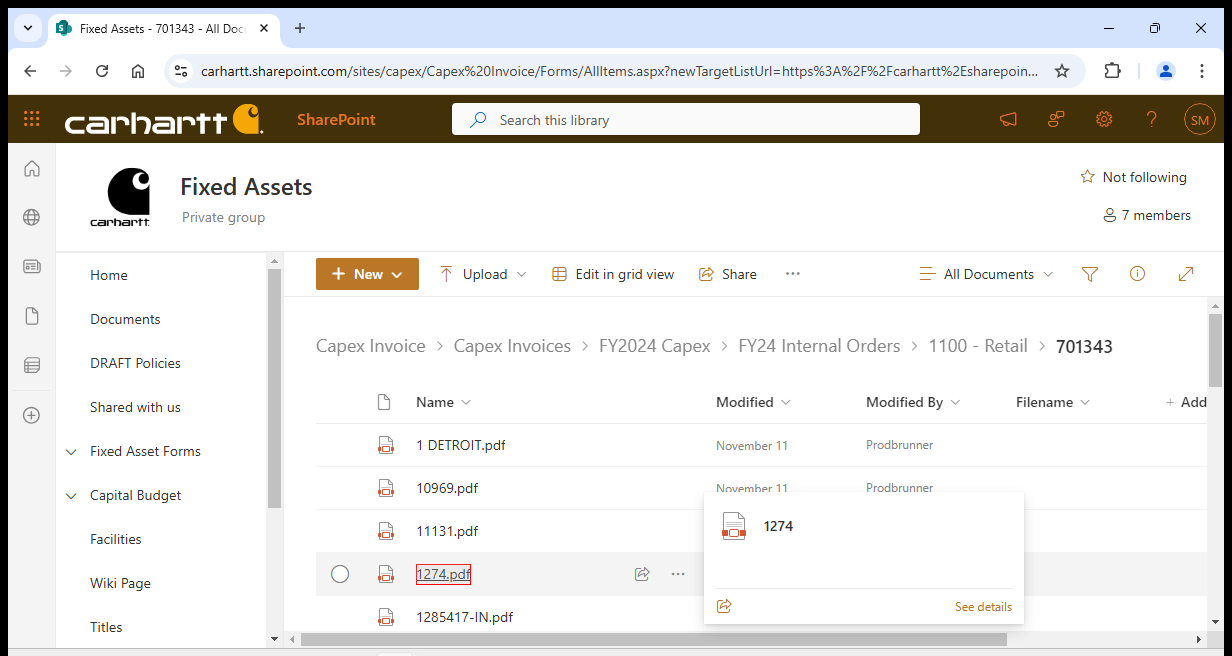 Fixed Assets - 701343 - All Doc
carhartt.sharepoint.com/sites/capex/Capex%20Invoice/Forms/AllItems.aspx?newTargetListUrl=https%3A%2F%2Fcarhartt%2Esharepoin...
carhartt SharePoint Search this library ? SM
carhartt
Fixed Assets
Private group
Not following
7 members
Home
Documents
DRAFT Policies
Shared with us
Fixed Asset Forms
Capital Budget
Facilities
Wiki Page
Titles
+ New Upload Edit in grid view Share ... All Documents
Capex Invoice > Capex Invoices > FY2024 Capex > FY24 Internal Orders > 1100 - Retail > 701343
Name Modified Modified By Filename + Add
1 DETROIT.pdf November 11 Prodbrunner
10969.pdf November 11 Prodbrunner
11131.pdf
1274.pdf ...
1285417-IN.pdf
1274
See details